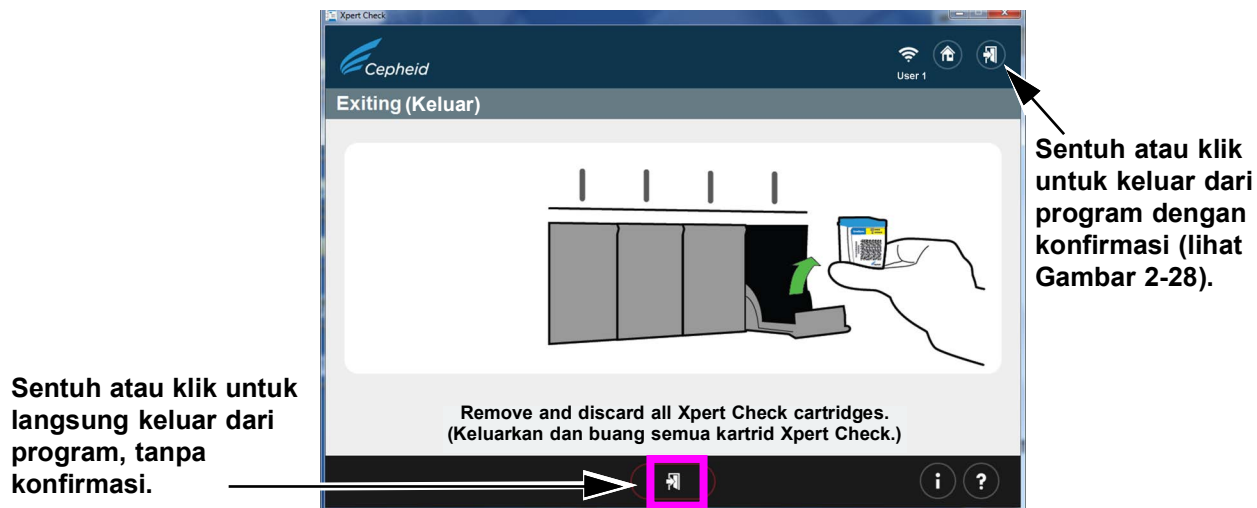 Xpert Check
Cepheid
User 1
Exiting (Keluar)
Sentuh atau klik
untuk keluar dari
program dengan
konfirmasi (lihat
Gambar 2-28).
Sentuh atau klik untuk
langsung keluar dari
program, tanpa
konfirmasi.
Remove and discard all Xpert Check cartridges.
(Keluarkan dan buang semua kartrid Xpert Check.)
i ?